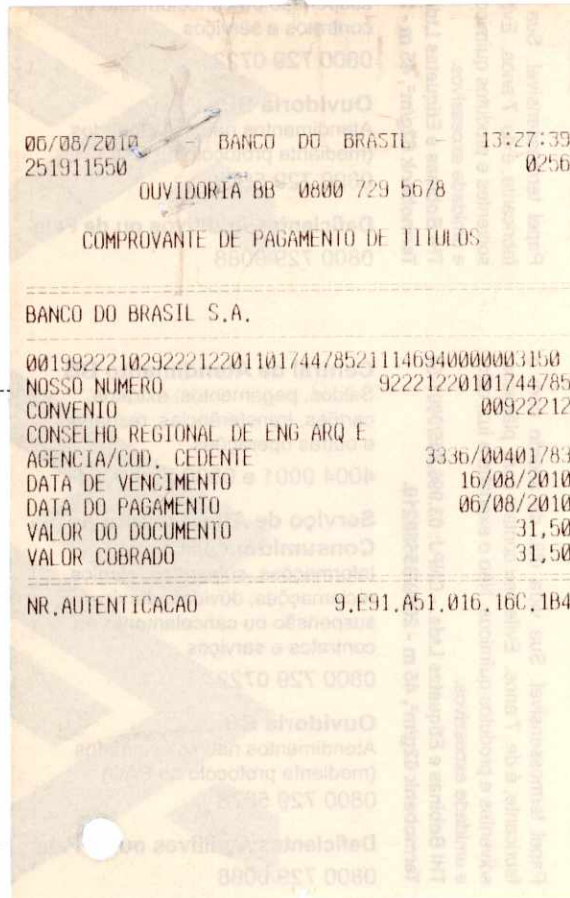 06/08/2010 - BANCO DO BRASIL - 13:27:39
251911550 0256
OUVIDORIA BB 0800 729 5678
COMPROVANTE DE PAGAMENTO DE TITULOS
BANCO DO BRASIL S.A.
00199222102922212201101744785211146940000003150
NOSSO NUMERO 92221220101744785
CONVENIO 00922212
CONSELHO REGIONAL DE ENG ARQ E
AGENCIA/COD. CEDENTE 3336/00401783
DATA DE VENCIMENTO 16/08/2010
DATA DO PAGAMENTO 06/08/2010
VALOR DO DOCUMENTO 31,50
VALOR COBRADO 31,50
NR.AUTENTICACAO 9.E91.A51.016.16C.1B4